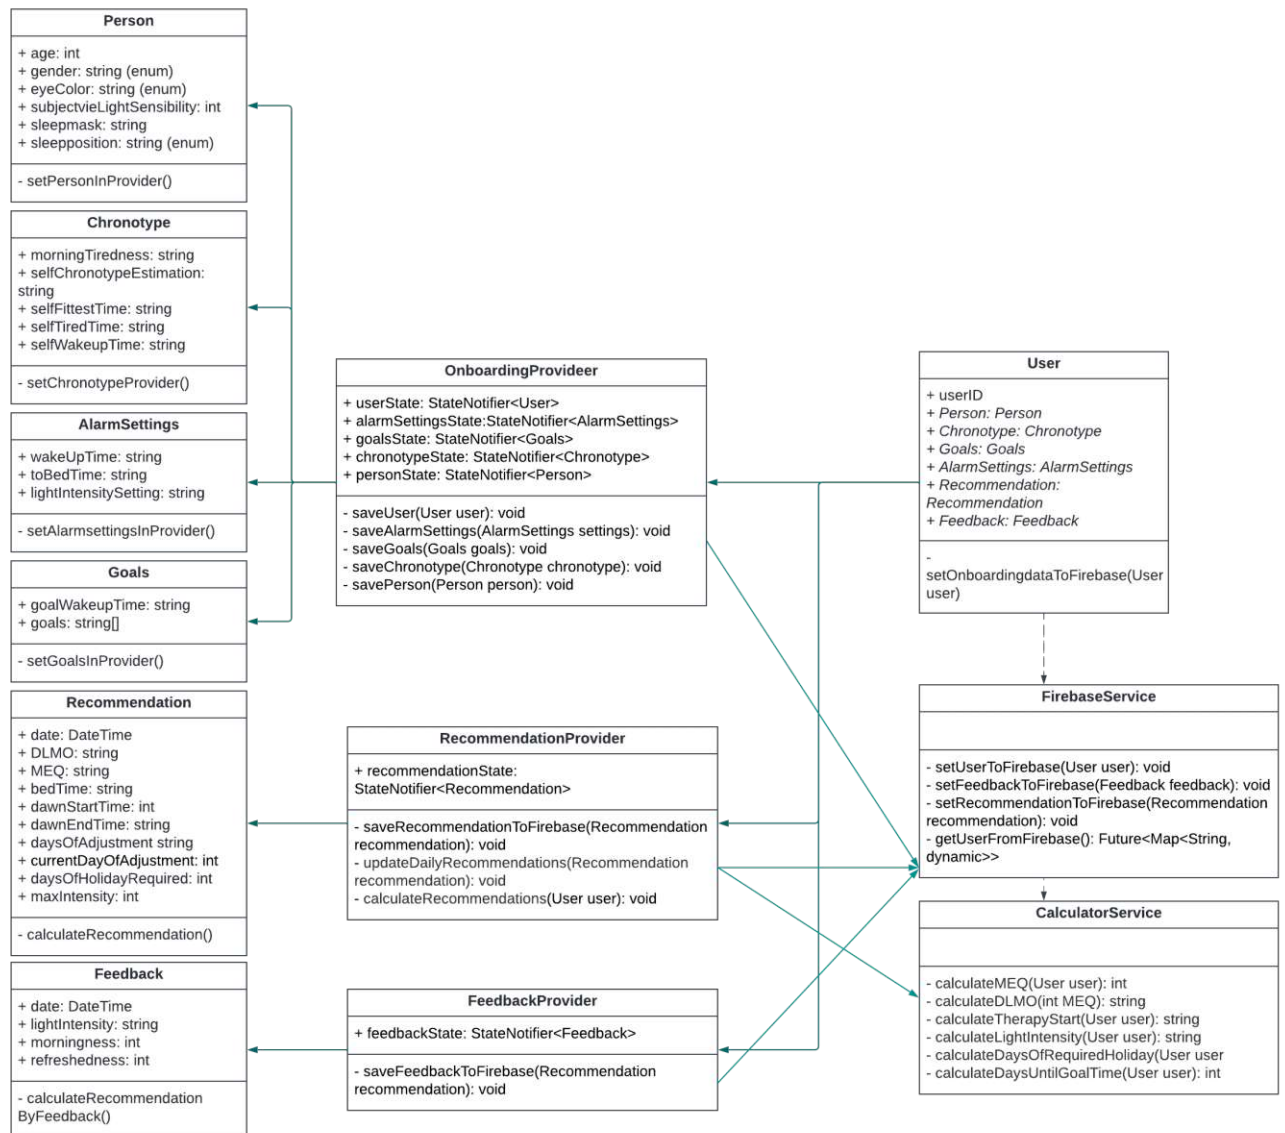 Person
+ age: int
+ gender: string (enum)
+ eyeColor: string (enum)
+ subjectvieLightSensibility: int
+ sleepmask: string
+ sleepposition: string (enum)
- setPersonInProvider()
Chronotype
+ morningTiredness: string
+ selfChronotypeEstimation:
string
+ selfFittestTime: string
+ selfTiredTime: string
+ selfWakeupTime: string
- setChronotypeProvider()
AlarmSettings
+ wakeUpTime: string
+ toBedTime: string
+ lightIntensitySetting: string
- setAlarmsettingsInProvider()
Goals
+ goalWakeupTime: string
+ goals: string[]
- setGoalsInProvider()
Recommendation
+ date: DateTime
+ DLMO: string
+ MEQ: string
+ bedTime: string
+ dawnStartTime: int
+ dawnEndTime: string
+ daysOfAdjustment string
+ currentDayOfAdjustment: int
+ daysOfHolidayRequired: int
+ maxIntensity: int
- calculateRecommendation()
Feedback
+ date: DateTime
+ lightIntensity: string
+ morningness: int
+ refreshedness: int
- calculateRecommendation
ByFeedback()
OnboardingProvideer
+ userState: StateNotifier<User>
+ alarmSettingsState:StateNotifier<AlarmSettings>
+ goalsState: StateNotifier<Goals>
+ chronotypeState: StateNotifier<Chronotype>
+ personState: StateNotifier<Person>
- saveUser(User user): void
- saveAlarmSettings(AlarmSettings settings): void
- saveGoals(Goals goals): void
- saveChronotype(Chronotype chronotype): void
- savePerson(Person person): void
RecommendationProvider
+ recommendationState:
StateNotifier<Recommendation>
- saveRecommendationToFirebase(Recommendation
recommendation): void
- updateDailyRecommendations(Recommendation
recommendation): void
- calculateRecommendations(User user): void
FeedbackProvider
+ feedbackState: StateNotifier<Feedback>
- saveFeedbackToFirebase(Recommendation
recommendation): void
User
+ userID
+ Person: Person
+ Chronotype: Chronotype
+ Goals: Goals
+ AlarmSettings: AlarmSettings
+ Recommendation:
Recommendation
+ Feedback: Feedback
-
setOnboardingdataToFirebase(User
user)
FirebaseService
- setUserToFirebase(User user): void
- setFeedbackToFirebase(Feedback feedback): void
- setRecommendationToFirebase(Recommendation
recommendation): void
- getUserFromFirebase(): Future<Map<String,
dynamic>>
CalculatorService
- calculateMEQ(User user): int
- calculateDLMO(int MEQ): string
- calculateTherapyStart(User user): string
- calculateLightIntensity(User user): string
- calculateDaysOfRequiredHoliday(User user
- calculateDaysUntilGoalTime(User user): int